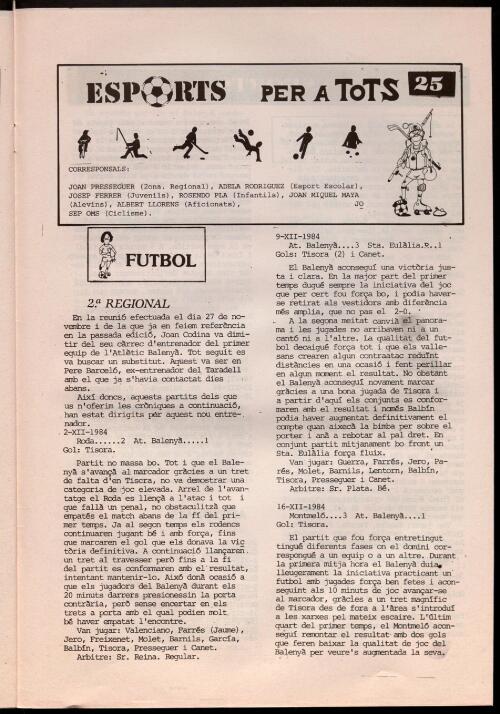 ESPORTS PER A TOTS 25
CORRESPONSALS:
JOAN PRESSEGUER (2ona. Regional), ADELA RODRIGUEZ (Esport Escolar),
JOSEP FERRER (Juvenils), ROSENDO PLA (Infantils), JOAN MIQUEL MAYA
(Alevins), ALBERT LLORENS (Aficionats), JO
SEP OMS (Ciclisme).
FUTBOL
2.ª REGIONAL
En la reunió efectuada el dia 27 de no-
vembre i de la que ja en feiem referència
en la passada edició, Joan Codina va dimi-
tir del seu càrrec d'entrenador del primer
equip de l'Atlètic Balenyà. Tot seguit es
va buscar un substitut. Aquest va ser en
Pere Barceló, ex-entrenador del Taradell
amb el que ja s'havia contactat dies
abans.
Així doncs, aquests partits dels que
us n'oferim les cròniques a continuació,
han estat dirigits per aquest nou entre-
nador.
2-XII-1984
Roda......2 At. Balenyà....1
Gol: Tisora.
Partit no massa bo. Tot i que el Bale-
nyà s'avançà al marcador gràcies a un tret
de falta d'en Tisora, no va demostrar una
categoria de joc elevada. Arrel de l'avan-
tatge el Roda es llençà a l'atac i tot i
que fallà un penal, no obstaculitzà que
empatés el match abans de la fí del pri-
mer temps. Ja al segon temps els rodencs
continuaren jugant bé i amb força, fins
que marcaren el gol que els donava la vic
tòria definitiva. A continuació llançaren
un tret al travesser però fins a la fi
del partit es conformaren amb el resultat,
intentant mantenir-lo. Això donà ocasió a
que els jugadors del Balenyà durant els
20 minuts darrers pressionessin la porta
contrària, però sense encertar en els
trets a porta amb el qual podien molt
bé haver empatat l'encontre.
Van jugar: Valenciano, Farrés (Jaume),
Jero, Freixenet, Molet, Barnils, García,
Balbín, Tisora, Presseguer i Canet.
Arbitre: Sr. Reina. Regular.
9-XII-1984
At. Balenyà....3 Sta. Eulàlia.R..1
Gols: Tisora (2) i Canet.
El Balenyà aconseguí una victòria jus-
ta i clara. En la major part del primer
temps dugué sempre la iniciativa del joc
que per cert fou força bo, i podia haver-
se retirat als vestidors amb diferència
més amplia, que no pas el 2-0.
A la segona meitat canvià el panora-
ma i les jugades no arribaven ni a un
cantó ni a l'altre. La qualitat del fut-
bol decaigué força tot i que els valle-
sans crearen algun contraatac reduint
distàncies en una ocasió i fent perillar
en algun moment el resultat. No obstant
el Balenyà aconseguí novament marcar
gràcies a una bona jugada de Tisora i
a partir d'aquí els conjunts es confor-
maren amb el resultat i només Balbín
podia haver augmentat definitivament el
compte quan aixecà la bimba per sobre el
porter i anà a rebotar al pal dret. En
conjunt partit mitjanament bo front un
Sta. Eulàlia força fluix.
Van jugar: Guerra, Farrés, Jero, Pa-
rés, Molet, Barnils, Lentorn, Balbín,
Tisora, Presseguer i Canet.
Arbitre: Sr. Plata. Bé.
16-XII-1984
Montmeló...3 At. Balenyà....1
Gol: Tisora.
El partit que fou força entretingut
tingué diferents fases on el domini cor-
respongué a un equip o a un altre. Durant
la primera mitja hora el Balenyà duia
lleugerament la iniciativa practicant un
futbol amb jugades força ben fetes i acon-
seguint als 10 minuts de joc avançar-se
al marcador, gràcies a un tret magnífic
de Tisora des de fora a l'àrea s'introduí
a les xarxes pel mateix escaire. L'últim
quart del primer temps, el Montmeló acon-
seguí remontar el resultat amb dos gols
que feren baixar la qualitat de joc del
Balenyà per veure's augmentada la seva.